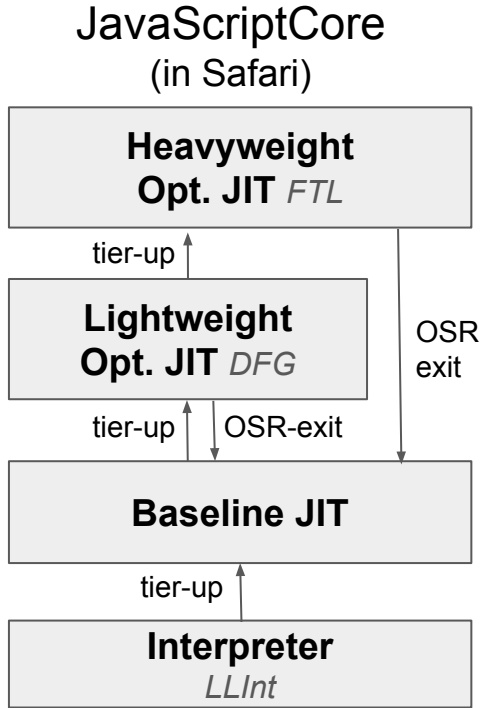 JavaScriptCore
(in Safari)
Heavyweight
Opt. JIT FTL
tier-up
Lightweight
Opt. JIT DFG
OSR
exit
tier-up
OSR-exit
Baseline JIT
tier-up
Interpreter
LLInt